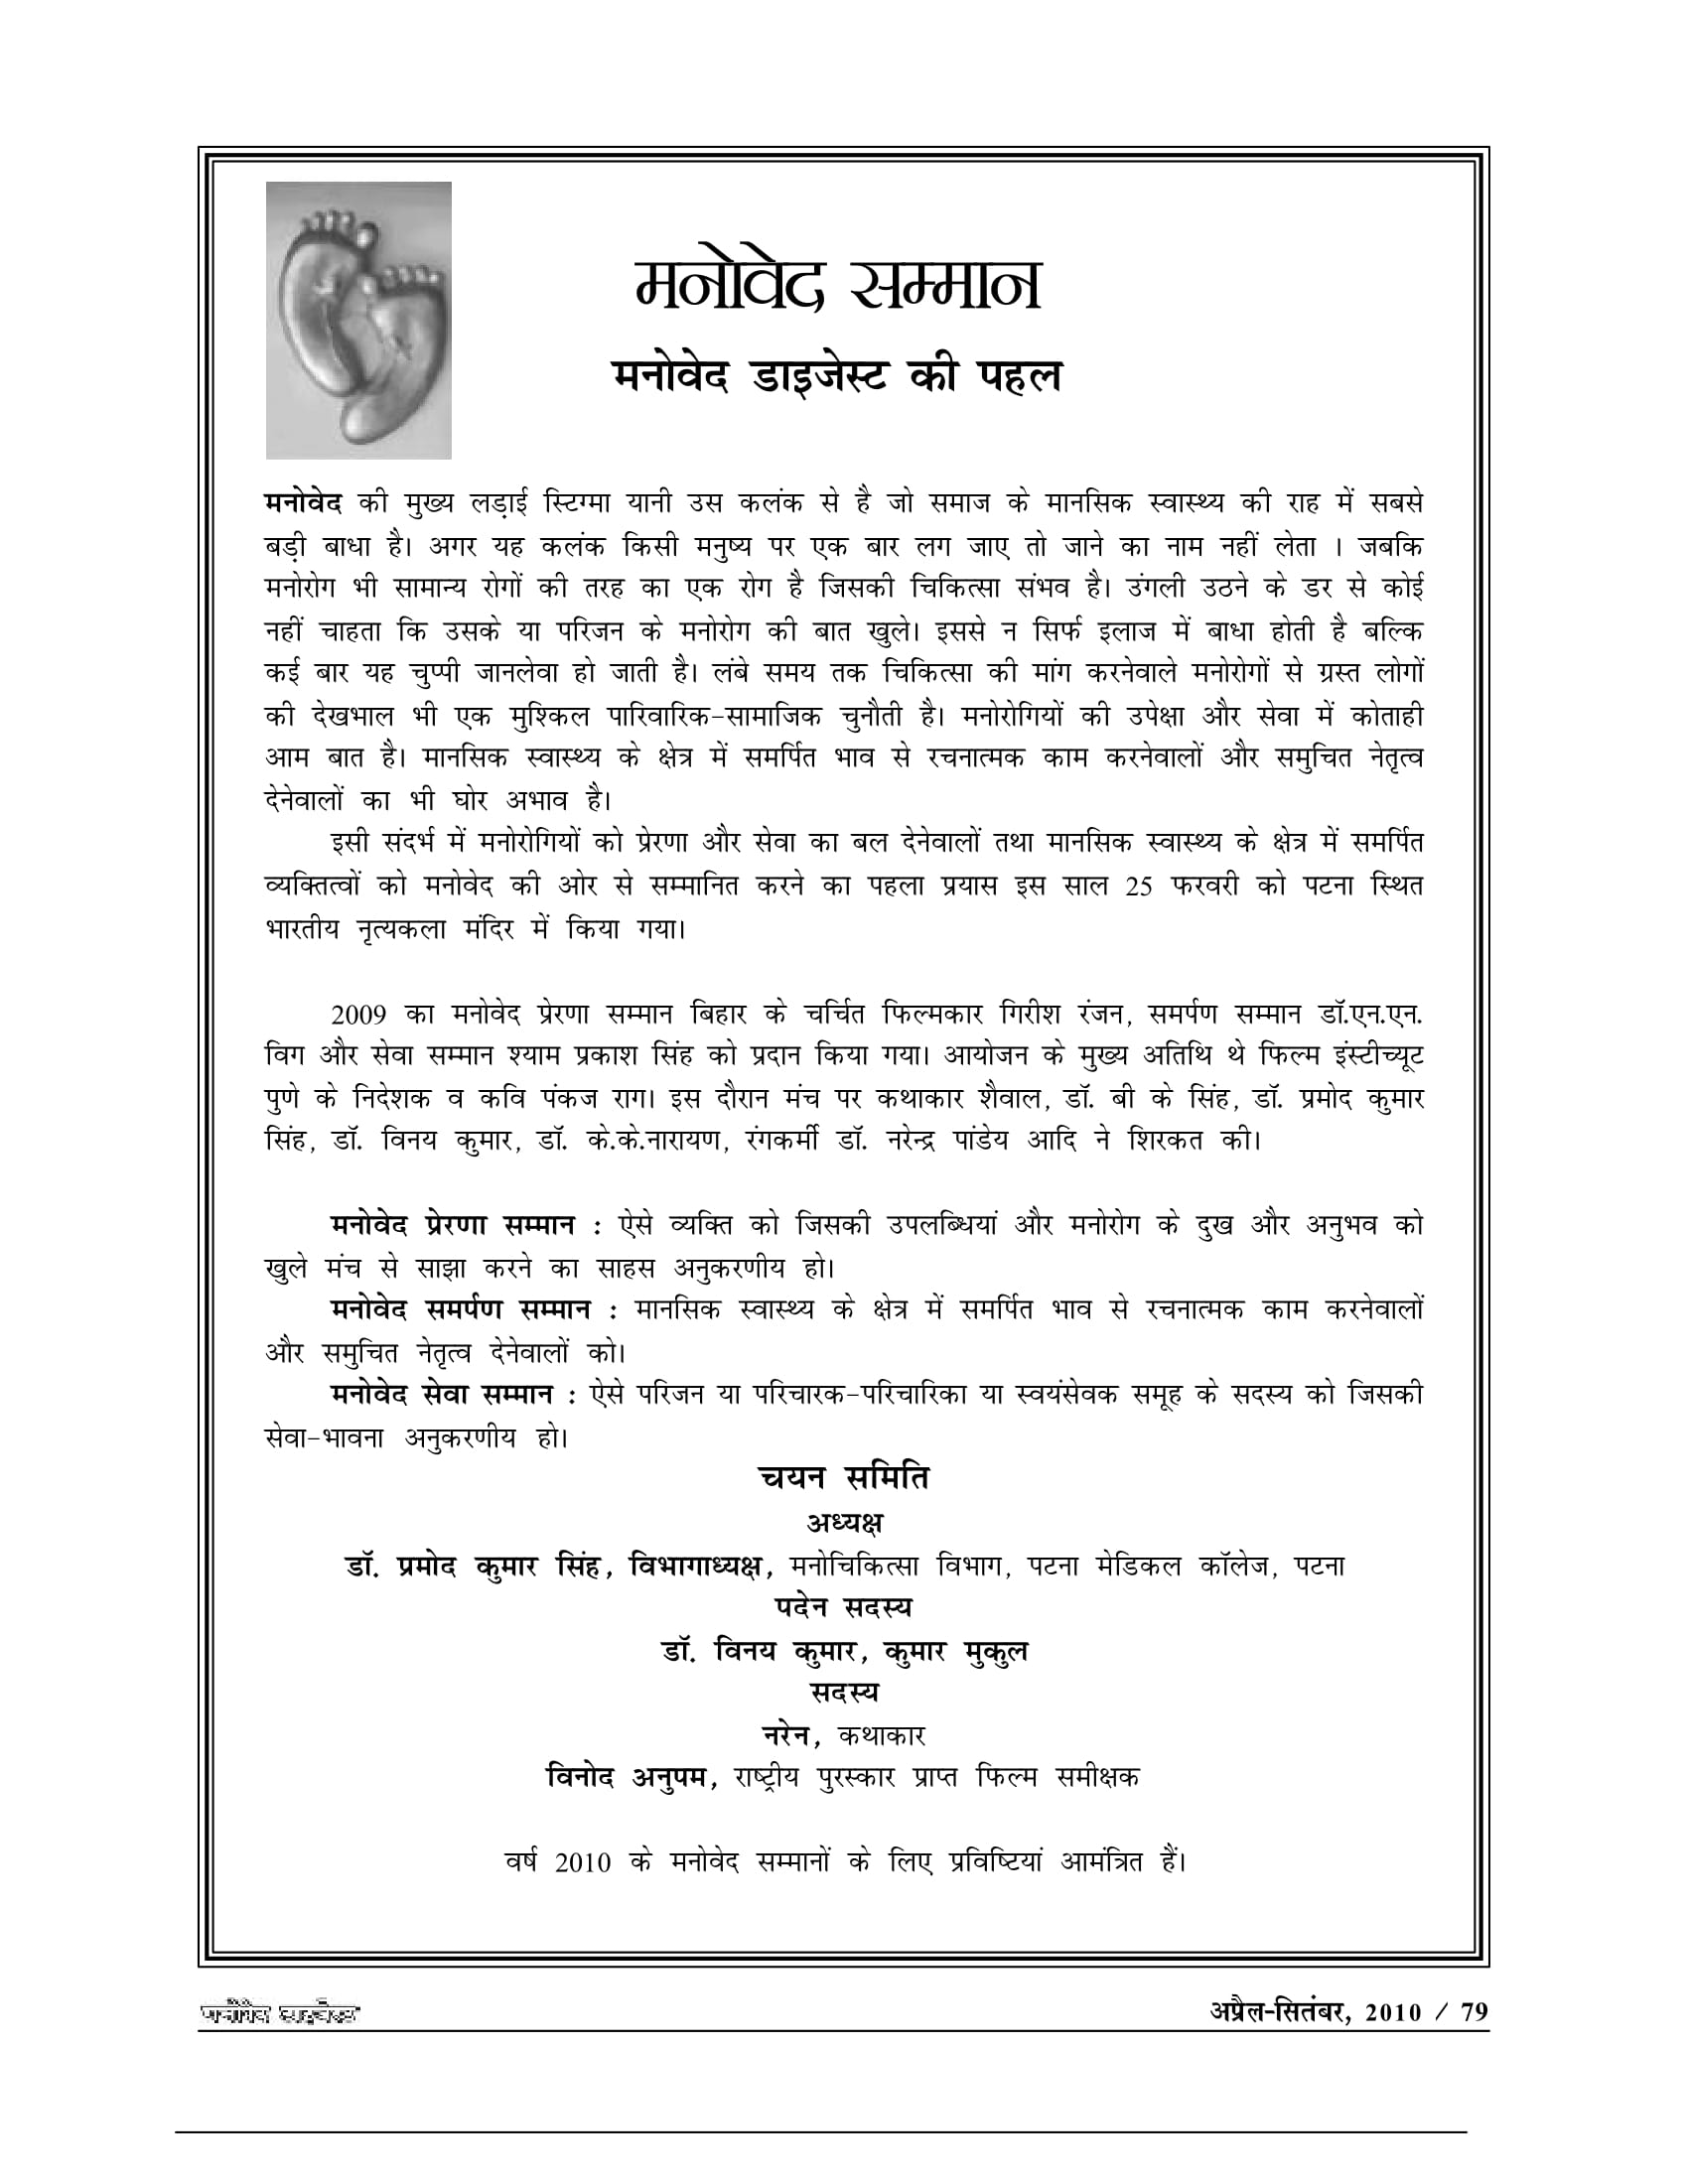 मनोवेद सम्मान
मनोवेद डाइजेस्ट की पहल
मनोवेद की मुख्य लड़ाई स्टिग्मा यानी उस कलंक से है जो समाज के मानसिक स्वास्थ्य की राह में सबसे
बड़ी बाधा है। अगर यह कलंक किसी मनुष्य पर एक बार लग जाए तो जाने का नाम नहीं लेता । जबकि
मनोरोग भी सामान्य रोगों की तरह का एक रोग है जिसकी चिकित्सा संभव है। उंगली उठने के डर से कोई
नहीं चाहता कि उसके या परिजन के मनोरोग की बात खुले। इससे न सिर्फ इलाज में बाधा होती है बल्कि
कई बार यह चुप्पी जानलेवा हो जाती है। लंबे समय तक चिकित्सा की मांग करनेवाले मनोरोगों से ग्रस्त लोगों
की देखभाल भी एक मुश्किल पारिवारिक-सामाजिक चुनौती है। मनोरोगियों की उपेक्षा और सेवा में कोताही
आम बात है। मानसिक स्वास्थ्य के क्षेत्र में समर्पित भाव से रचनात्मक काम करनेवालों और समुचित नेतृत्व
देनेवालों का भी घोर अभाव है।
इसी संदर्भ में मनोरोगियों को प्रेरणा और सेवा का बल देनेवालों तथा मानसिक स्वास्थ्य के क्षेत्र में समर्पित
व्यक्तित्वों को मनोवेद की ओर से सम्मानित करने का पहला प्रयास इस साल 25 फरवरी को पटना स्थित
भारतीय नृत्यकला मंदिर में किया गया।
2009 का मनोवेद प्रेरणा सम्मान बिहार के चर्चित फिल्मकार गिरीश रंजन, समर्पण सम्मान डॉ.एन.एन.
विग और सेवा सम्मान श्याम प्रकाश सिंह को प्रदान किया गया। आयोजन के मुख्य अतिथि थे फिल्म इंस्टीच्यूट
पुणे के निदेशक व कवि पंकज राग। इस दौरान मंच पर कथाकार शैवाल, डॉ. बी के सिंह, डॉ. प्रमोद कुमार
सिंह, डॉ. विनय कुमार, डॉ. के.के.नारायण, रंगकर्मी डॉ. नरेन्द्र पांडेय आदि ने शिरकत की।
मनोवेद प्रेरणा सम्मान : ऐसे व्यक्ति को जिसकी उपलब्धियां और मनोरोग के दुख और अनुभव को
खुले मंच से साझा करने का साहस अनुकरणीय हो।
मनोवेद समर्पण सम्मान : मानसिक स्वास्थ्य के क्षेत्र में समर्पित भाव से रचनात्मक काम करनेवालों
और समुचित नेतृत्व देनेवालों को।
मनोवेद सेवा सम्मान : ऐसे परिजन या परिचारक-परिचारिका या स्वयंसेवक समूह के सदस्य को जिसकी
सेवा-भावना अनुकरणीय हो।
चयन समिति
अध्यक्ष
डॉ. प्रमोद कुमार सिंह, विभागाध्यक्ष, मनोचिकित्सा विभाग, पटना मेडिकल कॉलेज, पटना
पदेन सदस्य
डॉ. विनय कुमार, कुमार मुकुल
सदस्य
नरेन, कथाकार
विनोद अनुपम, राष्ट्रीय पुरस्कार प्राप्त फिल्म समीक्षक
वर्ष 2010 के मनोवेद सम्मानों के लिए प्रविष्टियां आमंत्रित हैं।
मनोवेद डाइजेस्ट
अप्रैल-सितंबर, 2010 / 79